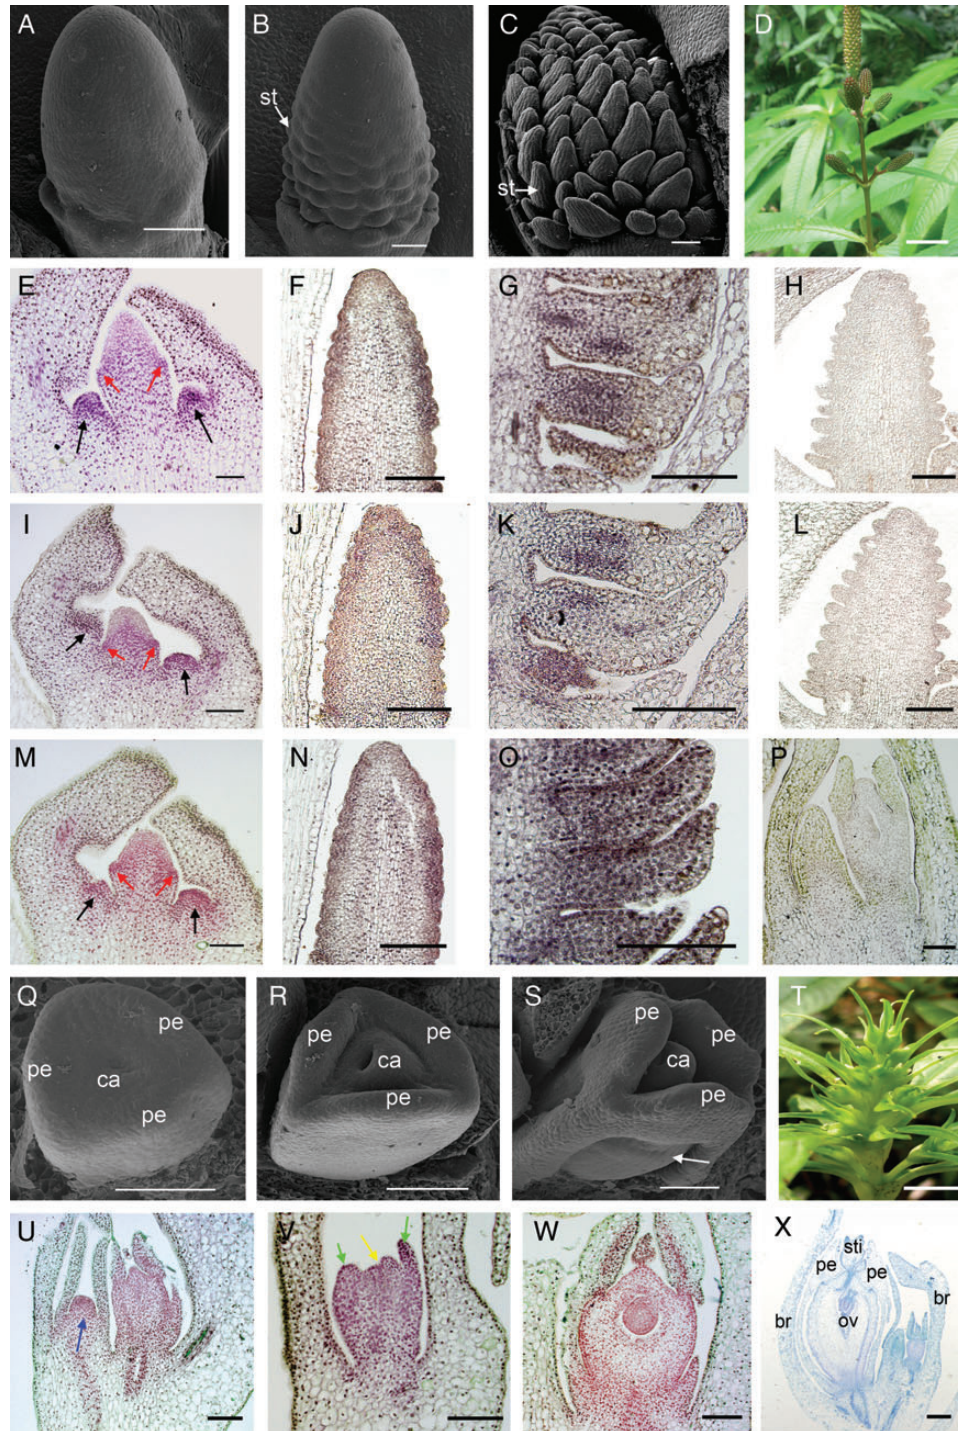 A B C D
st
st
E F G H
I J K L
M N O P
Q R S T
pe pe pe
pe ca pe ca
ca pe
pe pe
U V W X
sti
pe pe
br br
ov